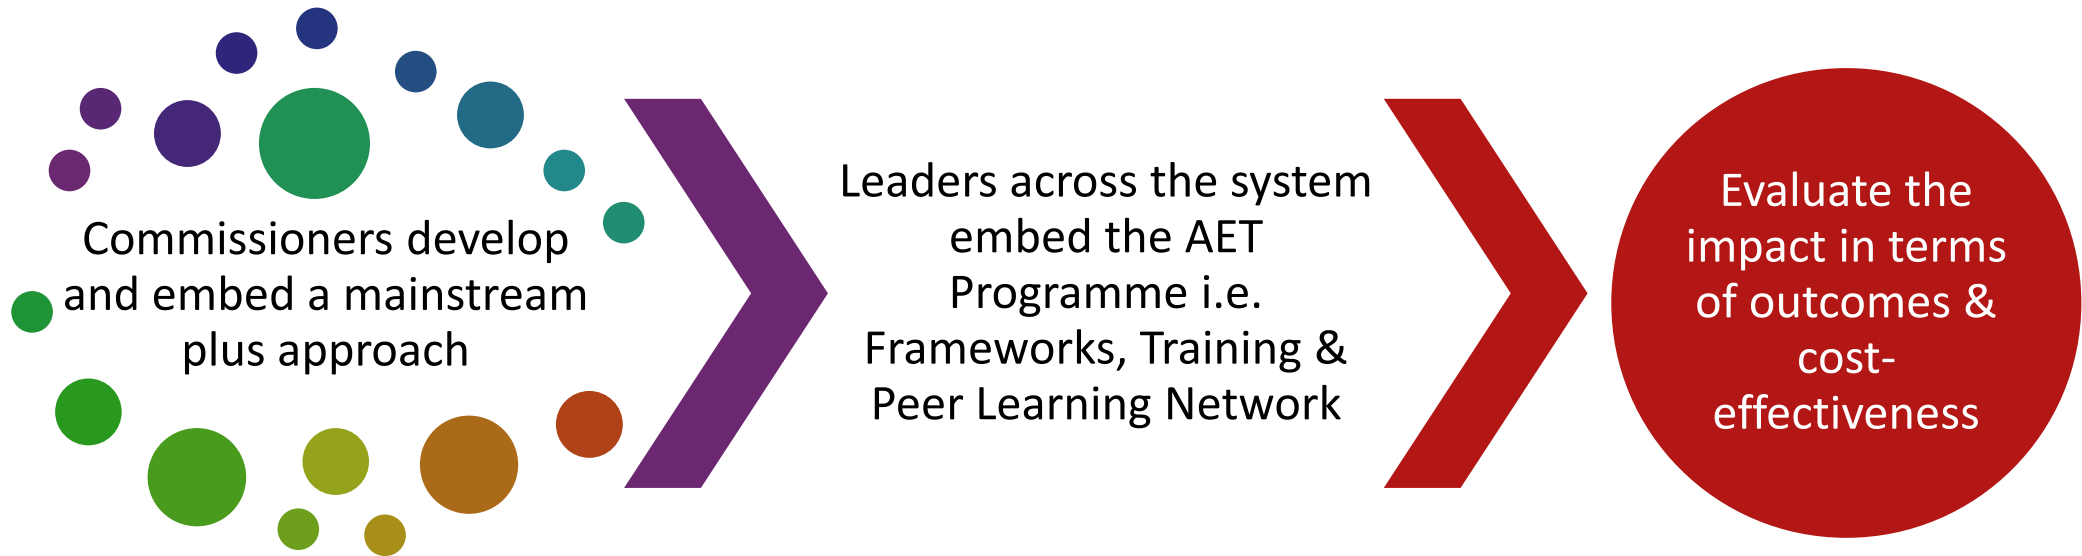 Commissioners develop
and embed a mainstream
plus approach
Leaders across the system
embed the AET
Programme i.e.
Frameworks, Training &
Peer Learning Network
Evaluate the
impact in terms
of outcomes &
cost-
effectiveness